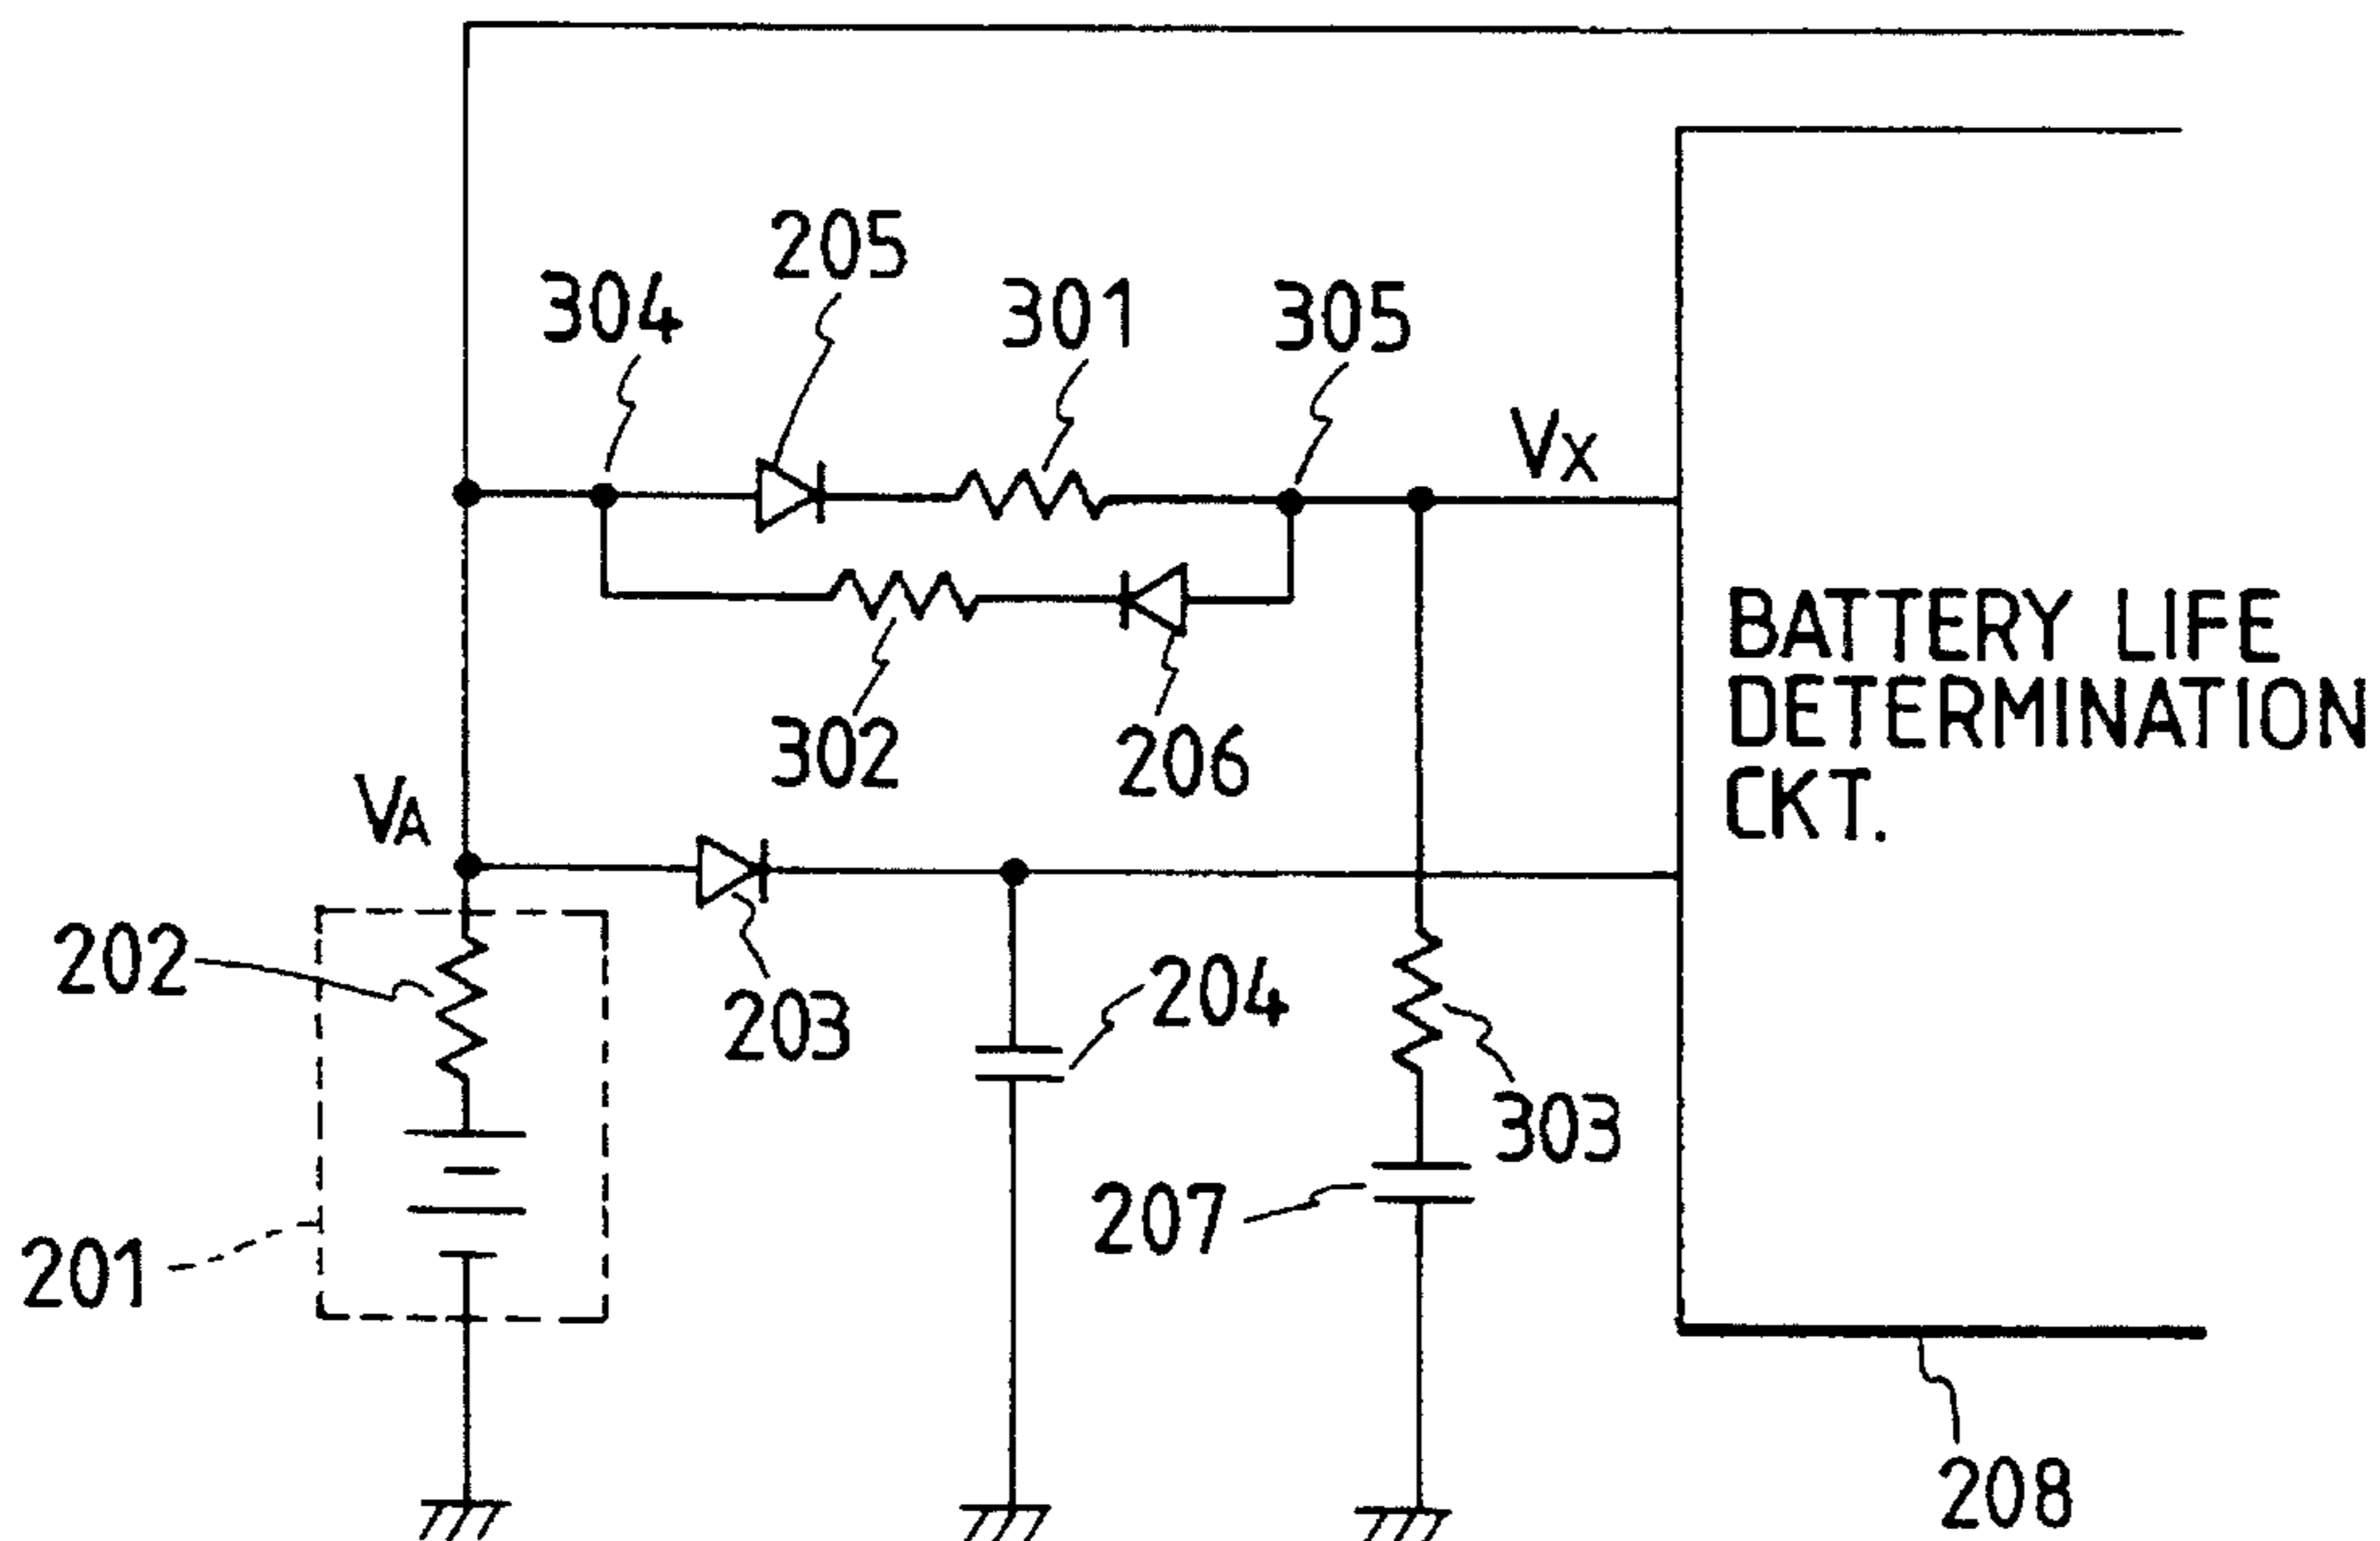 205
304
301
305
VX
302
206
BATTERY LIFE
DETERMINATION
CKT.
VA
202
203
204
303
207
201
208